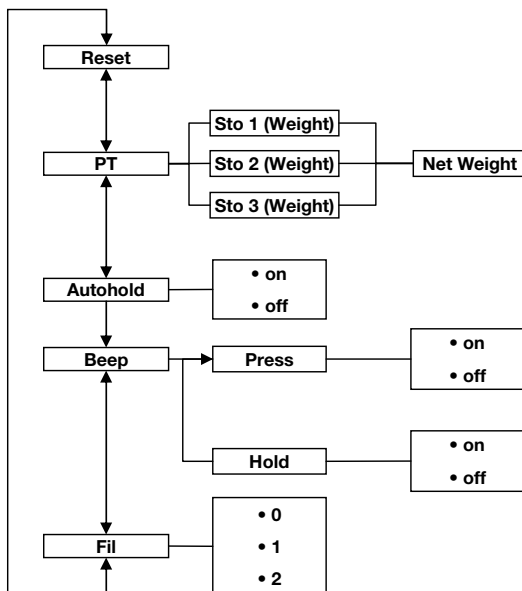 Reset
Sto 1 (Weight)
PT
Sto 2 (Weight)
Net Weight
Sto 3 (Weight)
Autohold
• on
• off
Beep
Press
• on
• off
Hold
• on
• off
Fil
• 0
• 1
• 2